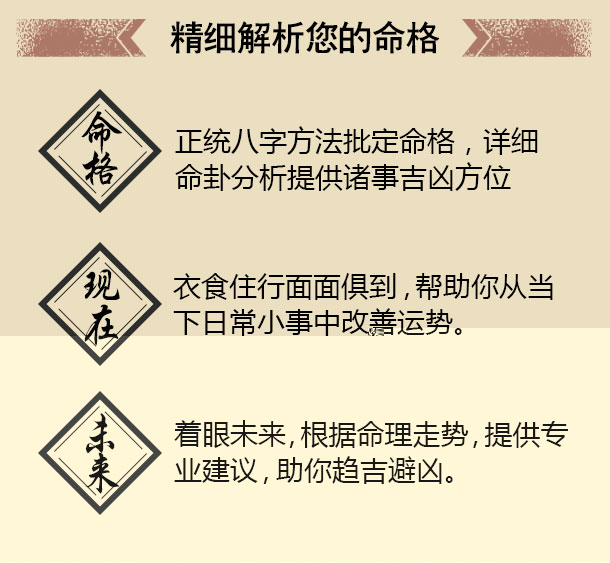 精细解析您的命格
命格
正统八字方法批定命格，详细
命卦分析提供诸事吉凶方位
现在
衣食住行面面俱到，帮助你从当
下日常小事中改善运势。
未来
着眼未来，根据命理走势，提供专
业建议，助你趋吉避凶。